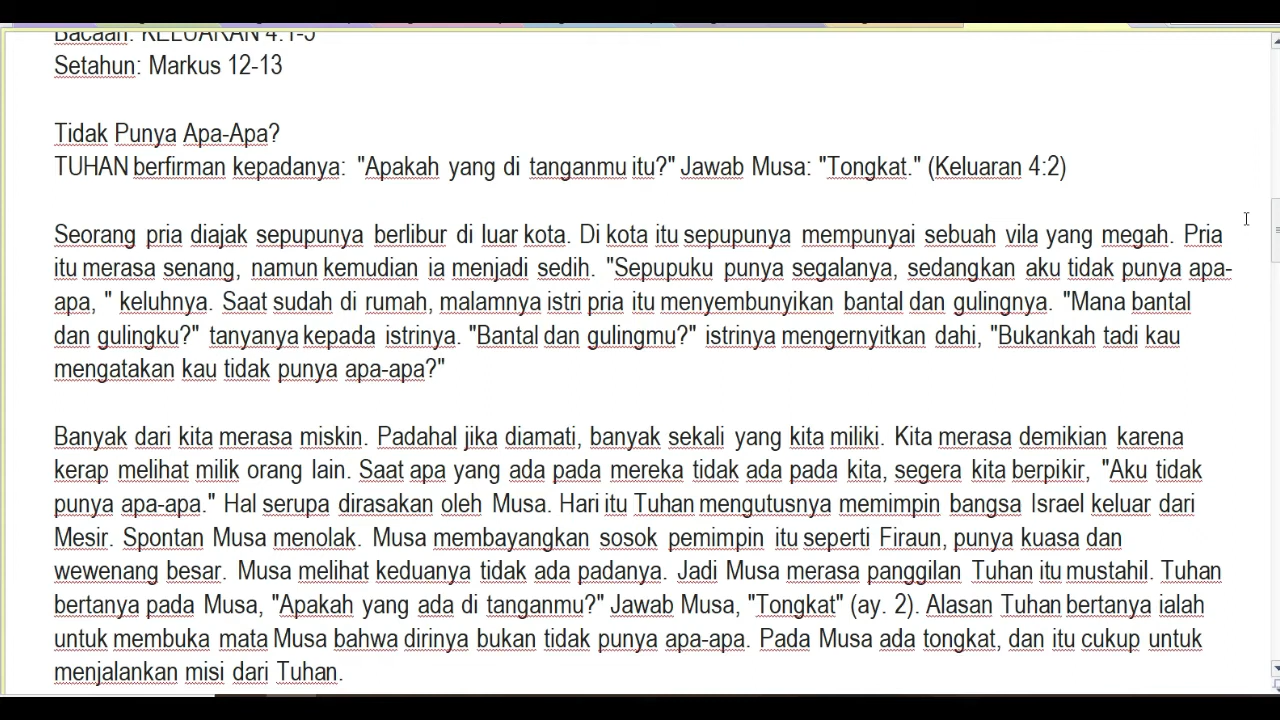 Bacaan: KELUARAN 4:1-5
Setahun: Markus 12-13
Tidak Punya Apa-Apa?
TUHAN berfirman kepadanya: "Apakah yang di tanganmu itu?" Jawab Musa: "Tongkat." (Keluaran 4:2)
Seorang pria diajak sepupunya berlibur di luar kota. Di kota itu sepupunya mempunyai sebuah vila yang megah. Pria
itu merasa senang, namun kemudian ia menjadi sedih. "Sepupuku punya segalanya, sedangkan aku tidak punya apa-
apa, " keluhnya. Saat sudah di rumah, malamnya istri pria itu menyembunyikan bantal dan gulingnya. "Mana bantal
dan gulingku?" tanyanya kepada istrinya. "Bantal dan gulingmu?" istrinya mengernyitkan dahi, "Bukankah tadi kau
mengatakan kau tidak punya apa-apa?"
Banyak dari kita merasa miskin. Padahal jika diamati, banyak sekali yang kita miliki. Kita merasa demikian karena
kerap melihat milik orang lain. Saat apa yang ada pada mereka tidak ada pada kita, segera kita berpikir, "Aku tidak
punya apa-apa." Hal serupa dirasakan oleh Musa. Hari itu Tuhan mengutusnya memimpin bangsa Israel keluar dari
Mesir. Spontan Musa menolak. Musa membayangkan sosok pemimpin itu seperti Firaun, punya kuasa dan
wewenang besar. Musa melihat keduanya tidak ada padanya. Jadi Musa merasa panggilan Tuhan itu mustahil. Tuhan
bertanya pada Musa, "Apakah yang ada di tanganmu?" Jawab Musa, "Tongkat" (ay. 2). Alasan Tuhan bertanya ialah
untuk membuka mata Musa bahwa dirinya bukan tidak punya apa-apa. Pada Musa ada tongkat, dan itu cukup untuk
menjalankan misi dari Tuhan.